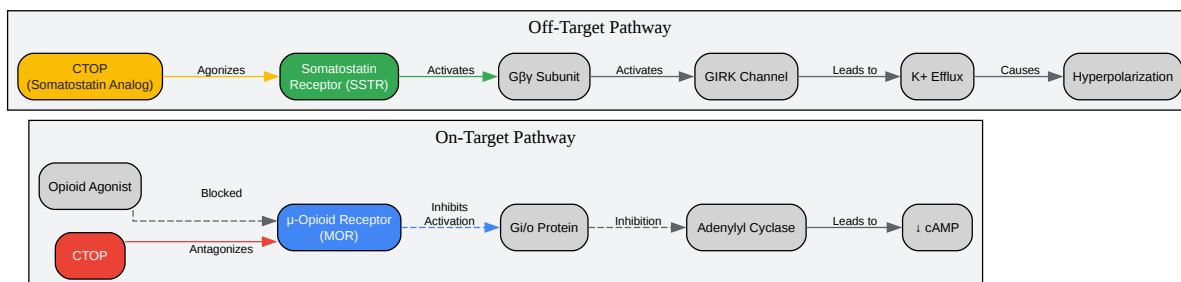 Off-Target Pathway
CTOP
(Somatostatin Analog)
Agonizes
Somatostatin
Receptor (SSTR)
Activates
Gβγ Subunit
Activates
GIRK Channel
Leads to
K+ Efflux
Causes
Hyperpolarization
On-Target Pathway
Opioid Agonist
Blocked
CTOP
Antagonizes
μ-Opioid Receptor
(MOR)
Inhibits
Activation
Gi/o Protein
Inhibition
Adenylyl Cyclase
Leads to
↓ cAMP